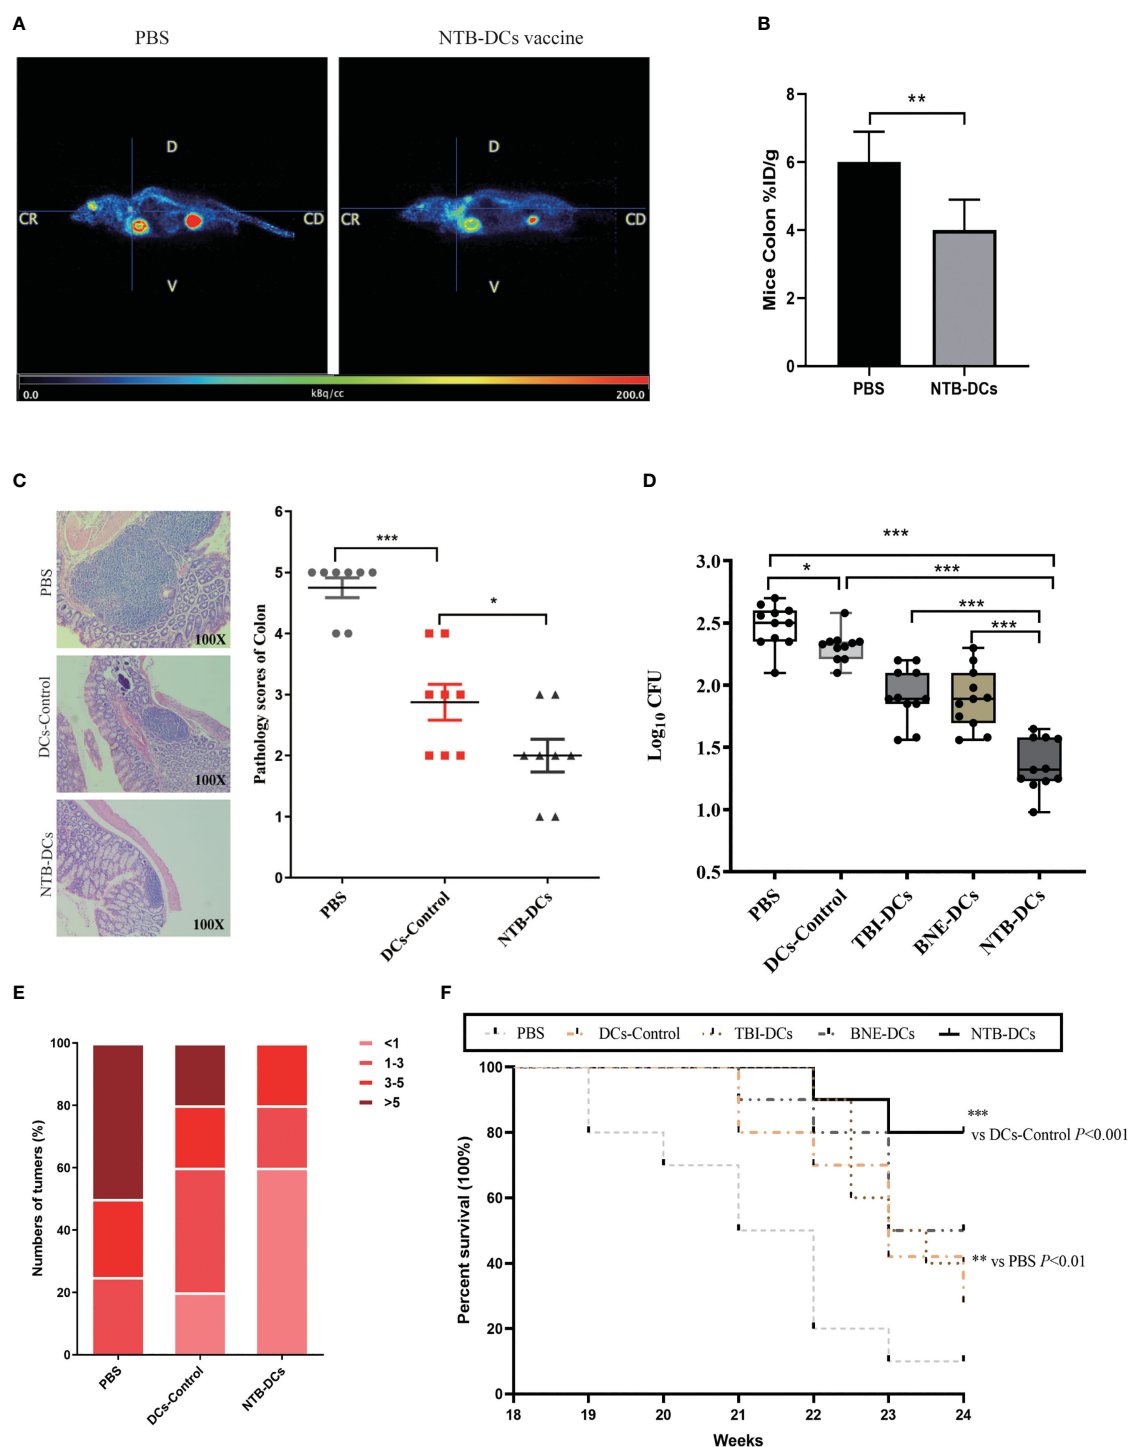 A
PBS
NTB-DCs vaccine
D
D
CR
CD
CR
CD
V
V
0.0
kBq/cc
200.0
B
Mice Colon %ID/g
8
6
4
2
0
**
PBS
NTB-DCs
C
PBS
100X
DCs-Control
100X
NTB-DCs
100X
Pathology scores of Colon
6
5
4
3
2
1
0
***
*
PBS
DCs-Control
NTB-DCs
D
Log10 CFU
3.0
2.5
2.0
1.5
1.0
0.5
***
*
***
***
***
PBS
DCs-Control
TBI-DCs
BNE-DCs
NTB-DCs
E
Numbers of tumers (%)
100
80
60
40
20
0
<1
1-3
3-5
>5
PBS
DCs-Control
NTB-DCs
F
PBS
DCs-Control
TBI-DCs
BNE-DCs
NTB-DCs
Percent survival (100%)
100
80
60
40
20
0
***
vs DCs-Control P<0.001
** vs PBS P<0.01
18
19
20
21
22
23
24
Weeks